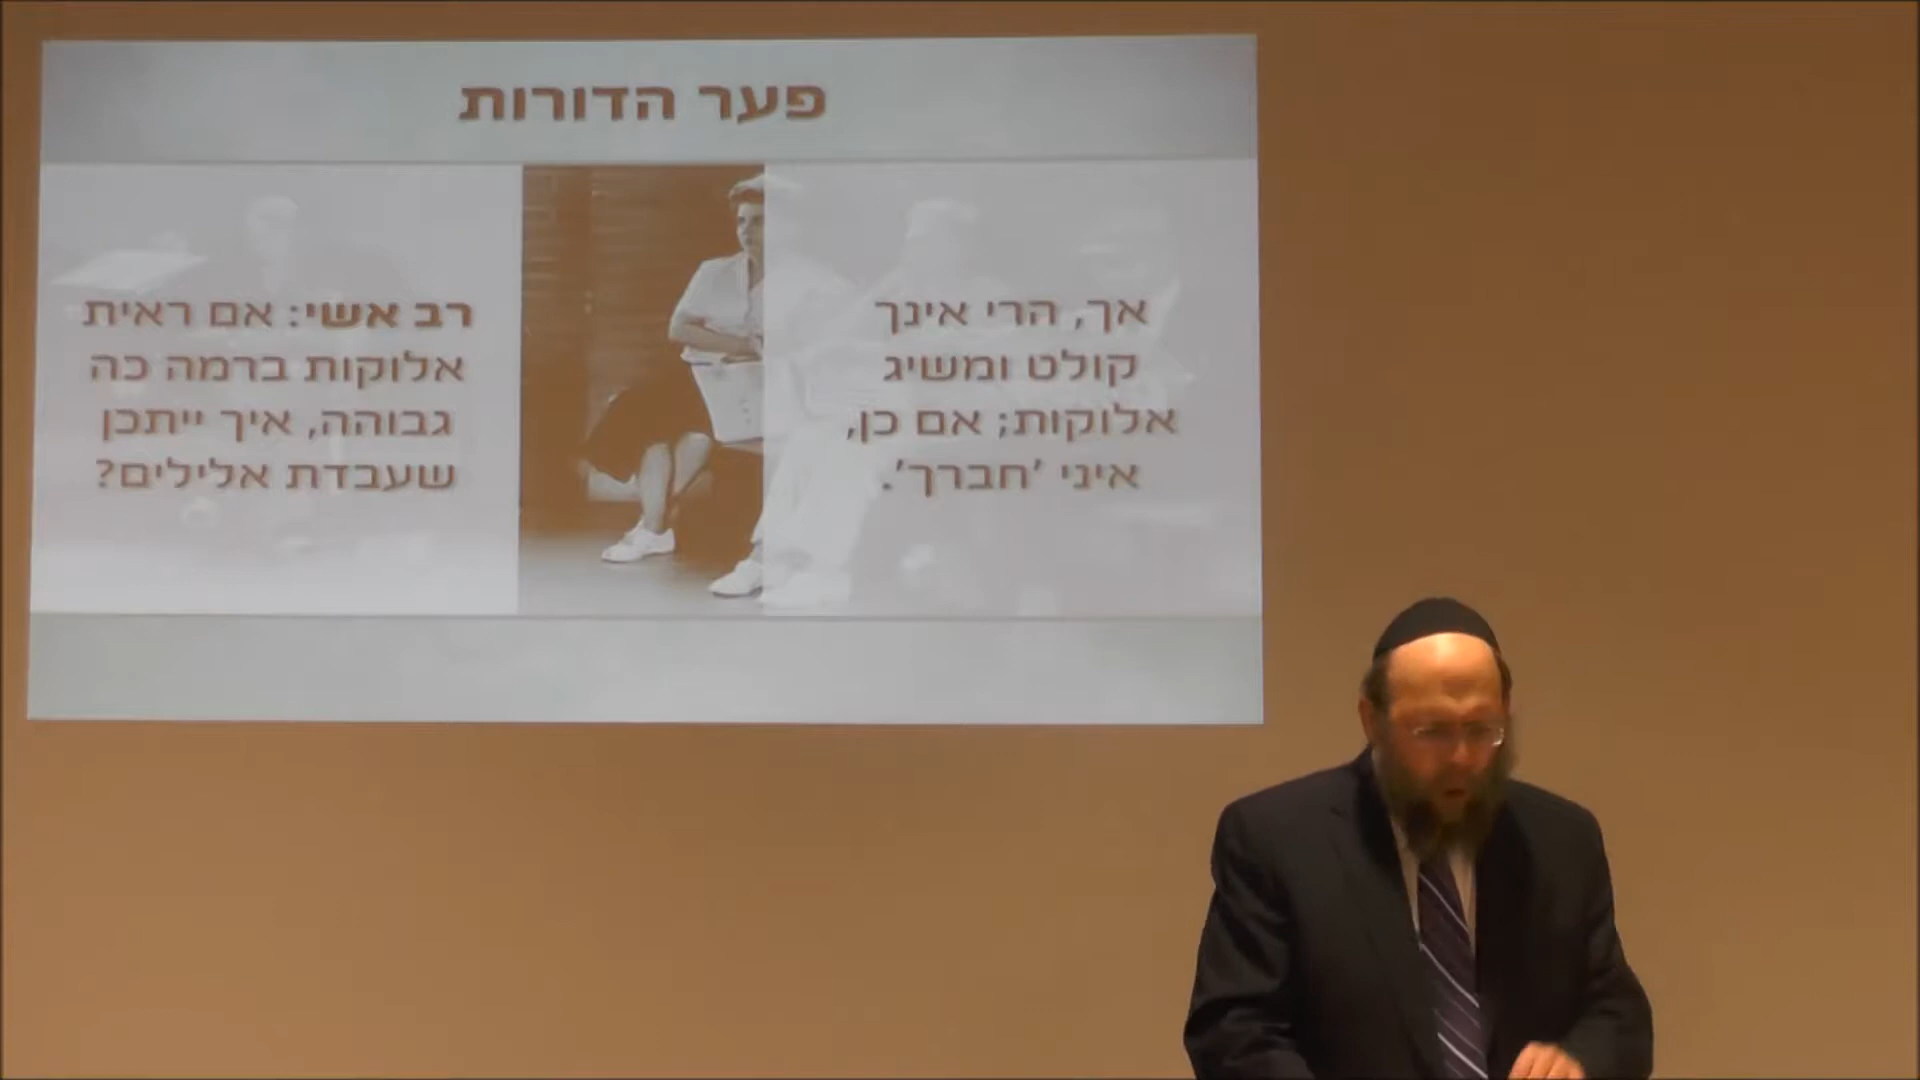 פער הדורות
אך, הרי אינך
קולט ומשיג
אלוקות; אם כן,
איני 'חברך'.
רב אשי: אם ראית
אלוקות ברמה כה
גבוהה, איך ייתכן
שעבדת אלילים?